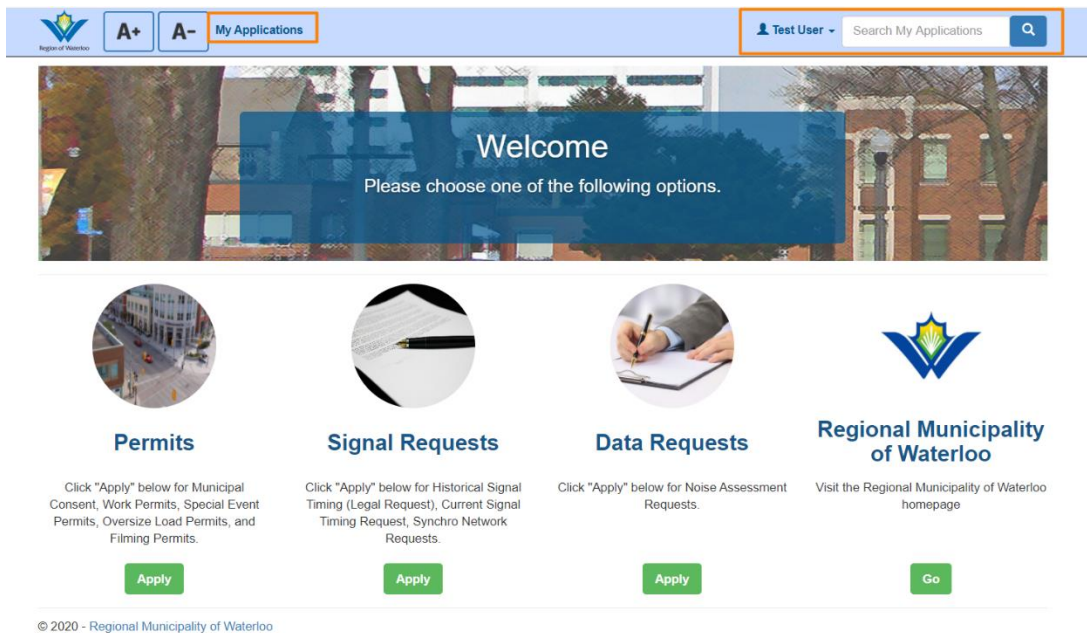 Region of Waterloo
A+ A- My Applications Test User Search My Applications
Welcome
Please choose one of the following options.
Permits
Click "Apply" below for Municipal
Consent, Work Permits, Special Event
Permits, Oversize Load Permits, and
Filming Permits.
Apply
Signal Requests
Click "Apply" below for Historical Signal
Timing (Legal Request), Current Signal
Timing Request, Synchro Network
Requests.
Apply
Data Requests
Click "Apply" below for Noise Assessment
Requests.
Apply
Regional Municipality
of Waterloo
Visit the Regional Municipality of Waterloo
homepage
Go
© 2020 - Regional Municipality of Waterloo